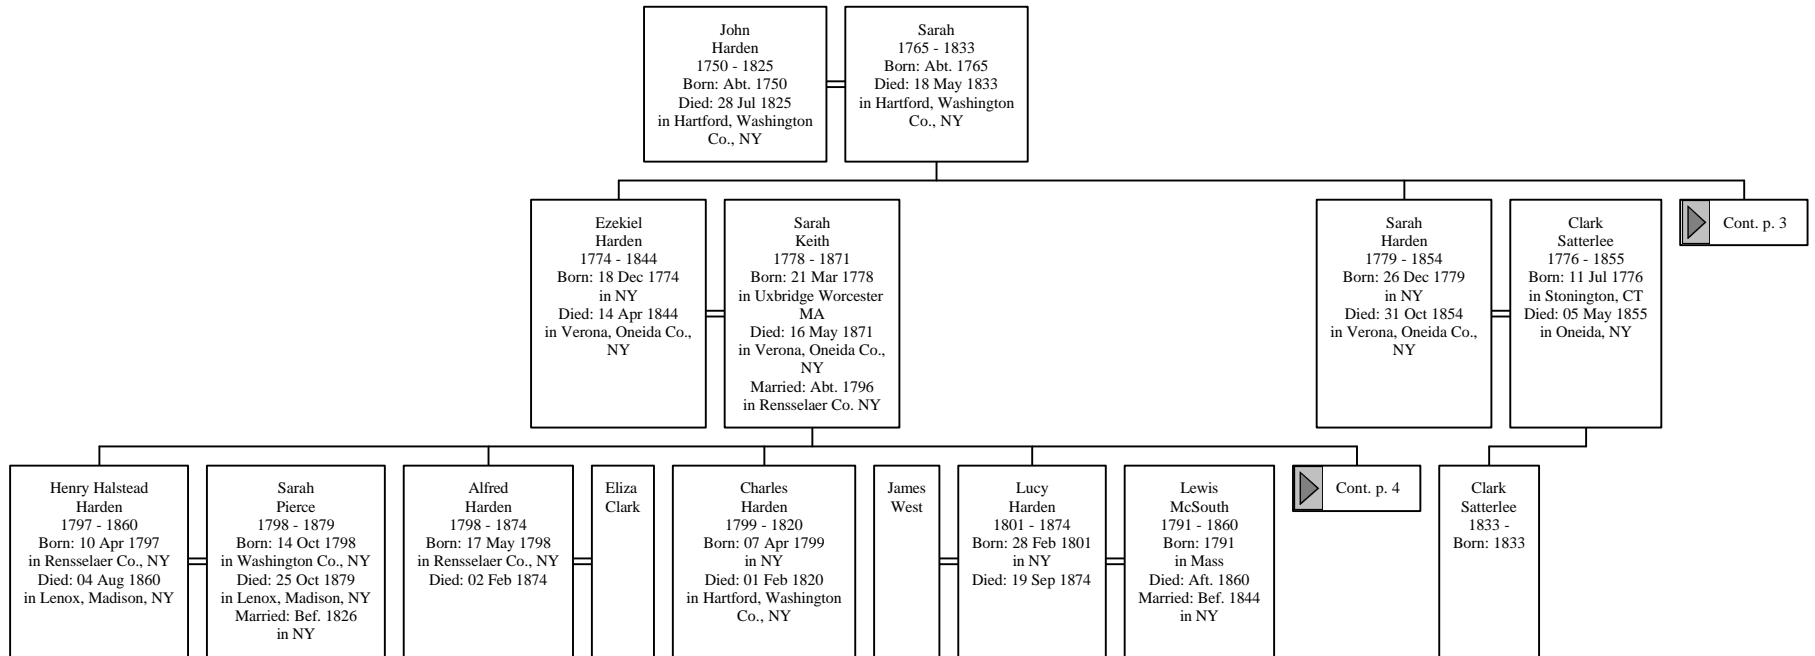 John
Harden
1750 - 1825
Born: Abt. 1750
Died: 28 Jul 1825
in Hartford, Washington
Co., NY
Sarah
1765 - 1833
Born: Abt. 1765
Died: 18 May 1833
in Hartford, Washington
Co., NY
Ezekiel
Harden
1774 - 1844
Born: 18 Dec 1774
in NY
Died: 14 Apr 1844
in Verona, Oneida Co.,
NY
Sarah
Keith
1778 - 1871
Born: 21 Mar 1778
in Uxbridge Worcester
MA
Died: 16 May 1871
in Verona, Oneida Co.,
NY
Married: Abt. 1796
in Rensselaer Co. NY
Sarah
Harden
1779 - 1854
Born: 26 Dec 1779
in NY
Died: 31 Oct 1854
in Verona, Oneida Co.,
NY
Clark
Satterlee
1776 - 1855
Born: 11 Jul 1776
in Stonington, CT
Died: 05 May 1855
in Oneida, NY
Cont. p. 3
Henry Halstead
Harden
1797 - 1860
Born: 10 Apr 1797
in Rensselaer Co., NY
Died: 04 Aug 1860
in Lenox, Madison, NY
Sarah
Pierce
1798 - 1879
Born: 14 Oct 1798
in Washington Co., NY
Died: 25 Oct 1879
in Lenox, Madison, NY
Married: Bef. 1826
in NY
Alfred
Harden
1798 - 1874
Born: 17 May 1798
in Rensselaer Co., NY
Died: 02 Feb 1874
Eliza
Clark
Charles
Harden
1799 - 1820
Born: 07 Apr 1799
in NY
Died: 01 Feb 1820
in Hartford, Washington
Co., NY
James
West
Lucy
Harden
1801 - 1874
Born: 28 Feb 1801
in NY
Died: 19 Sep 1874
Lewis
McSouth
1791 - 1860
Born: 1791
in Mass
Died: Aft. 1860
Married: Bef. 1844
in NY
Cont. p. 4
Clark
Satterlee
1833 -
Born: 1833